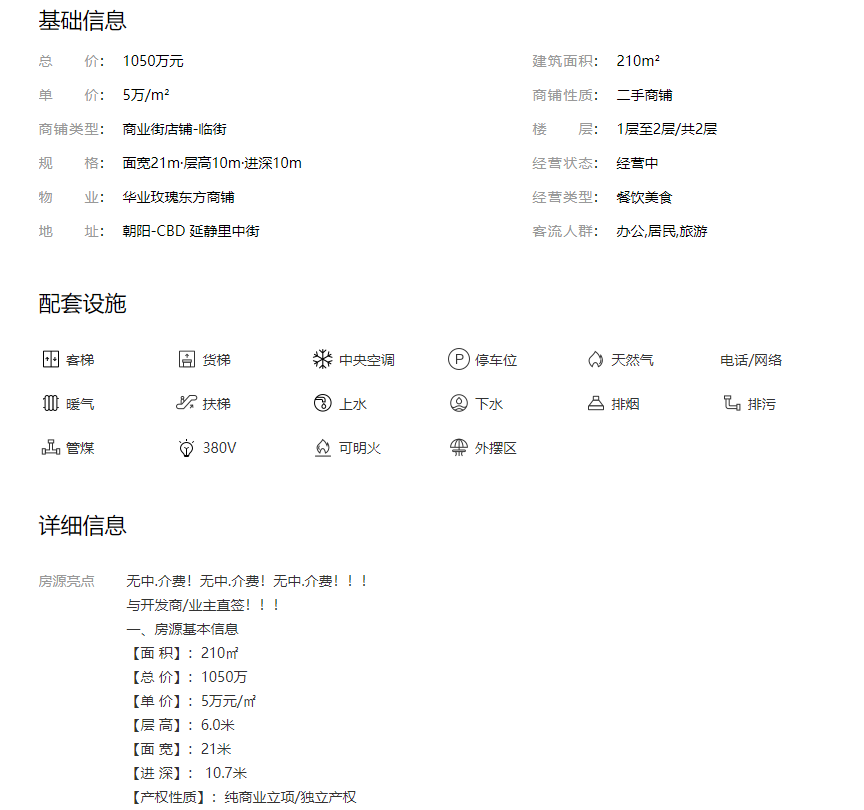 基础信息
总 价： 1050万元 建筑面积： 210m²
单 价： 5万/m² 商铺性质： 二手商铺
商铺类型： 商业街店铺-临街 楼 层： 1层至2层/共2层
规 格： 面宽21m·层高10m·进深10m 经营状态： 经营中
物 业： 华业玫瑰东方商铺 经营类型： 餐饮美食
地 址： 朝阳-CBD 延静里中街 客流人群： 办公,居民,旅游
配套设施
客梯 货梯 中央空调 P 停车位 天然气 电话/网络
暖气 扶梯 上水 下水 排烟 排污
管煤 380V 可明火 外摆区
详细信息
房源亮点 无中.介费！无中.介费！无中.介费！！！
与开发商/业主直签！！！
一、房源基本信息
【面 积】：210㎡
【总 价】：1050万
【单 价】：5万元/㎡
【层 高】：6.0米
【面 宽】：21米
【进 深】： 10.7米
【产权性质】：纯商业立项/独立产权